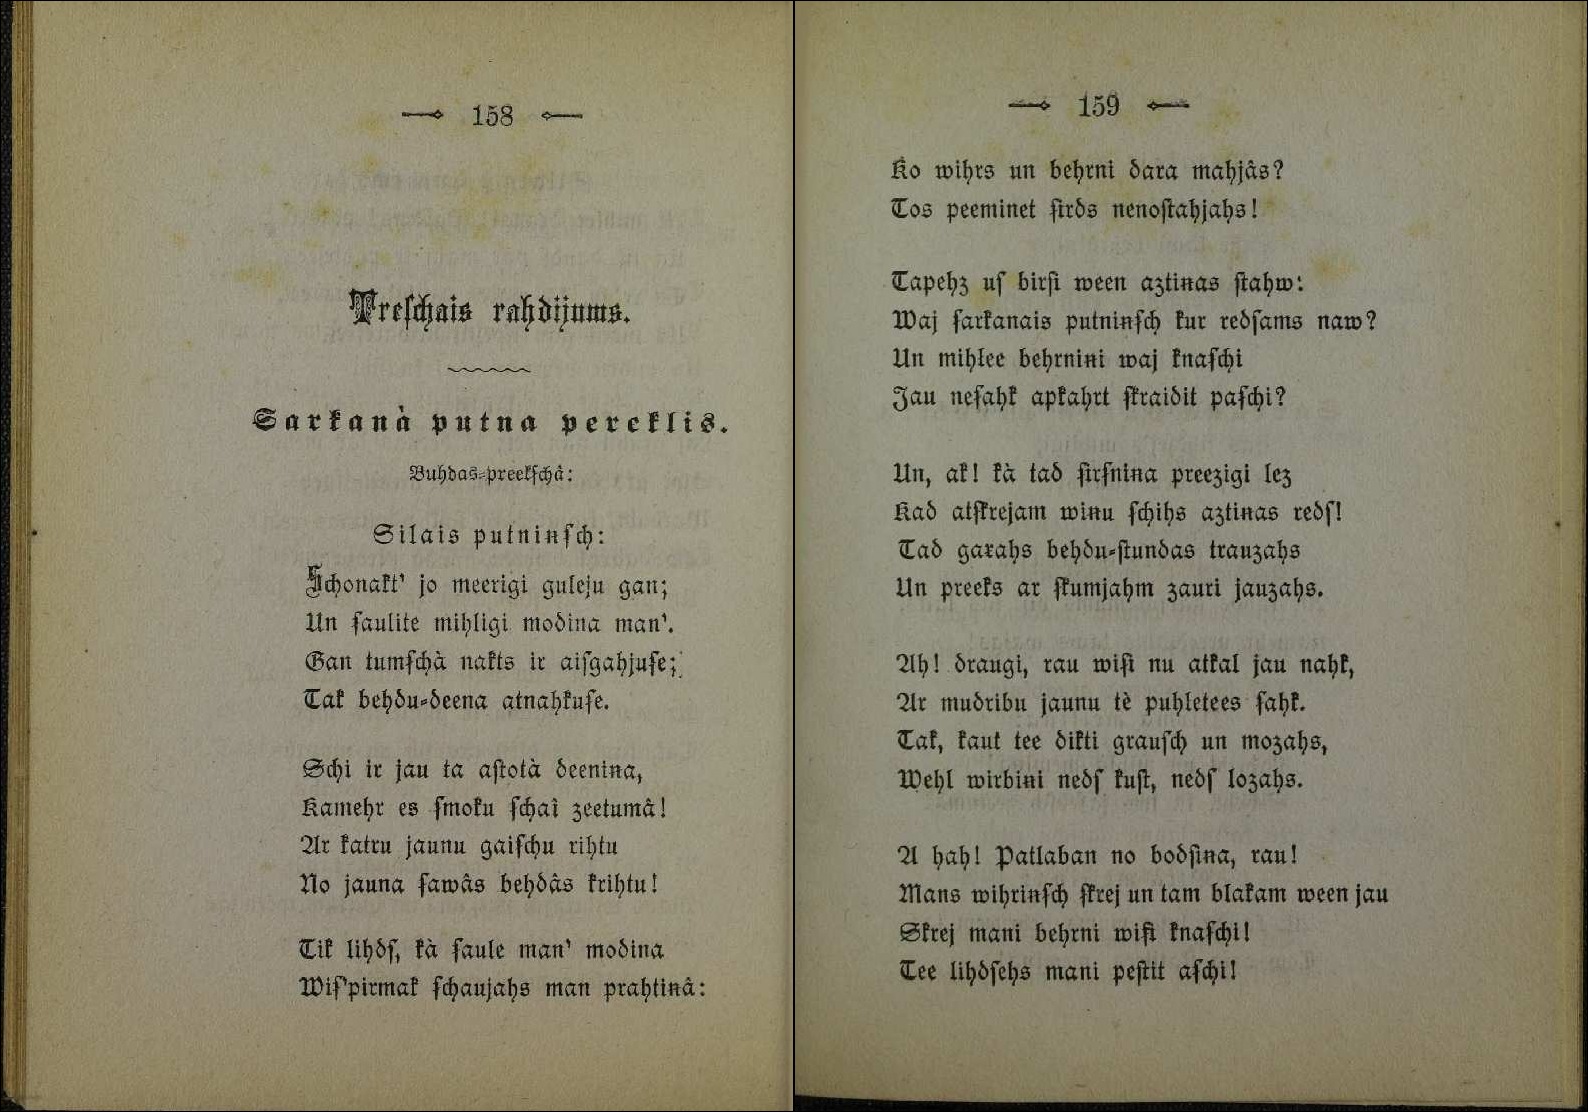 158
Treſchais rahdijums.
Sarkanà putna pereklis.
Buhdas-preekſchâ:
Silais putninſch:
Schonakt' jo meerigi guleju gan;
Un ſaulite mihligi modina man'.
Gan tumſchà nakts ir aiſgahjuſe;
Tak behdu-deena atnahkuſe.
Schi ir jau ta aſtotà deenina,
Kamehr es ſmoku ſchaî zeetumâ!
Ar katru jaunu gaiſchu rihtu
No jauna ſawâs behdâs krihtu!
Tik lihdſ, kà ſaule man' modina
Wiſ'pirmak ſchaujahs man prahtinâ:
159
Ko wihrs un behrni dara mahjâs?
Tos peeminet ſirds nenoſtahjahs!
Tapehz uſ birſi ween aztinas ſtahw:
Waj ſarkanais putninſch kur redſams naw?
Un mihlee behrnini waj knaſchi
Jau neſahk apkahrt ſkraidit paſchi?
Un, ak! kà tad ſirſnina preezigi lez
Kad atſkrejam winu ſchihs aztinas redſ!
Tad garahs behdu-ſtundas trauzahs
Un preeks ar ſkumjahm zauri jauzahs.
Ah! draugi, rau wiſi nu atkal jau nahk,
Ar mudribu jaunu tè puhletees ſahk.
Tak, kaut tee dikti grauſch un mozahs,
Wehl wirbini nedſ kuſt, nedſ lozahs.
A hah! Patlaban no bodſina, rau!
Mans wihrinſch ſkrej un tam blakam ween jau
Skrej mani behrni wiſi knaſchi!
Tee lihdſehs mani peſtit aſchi!